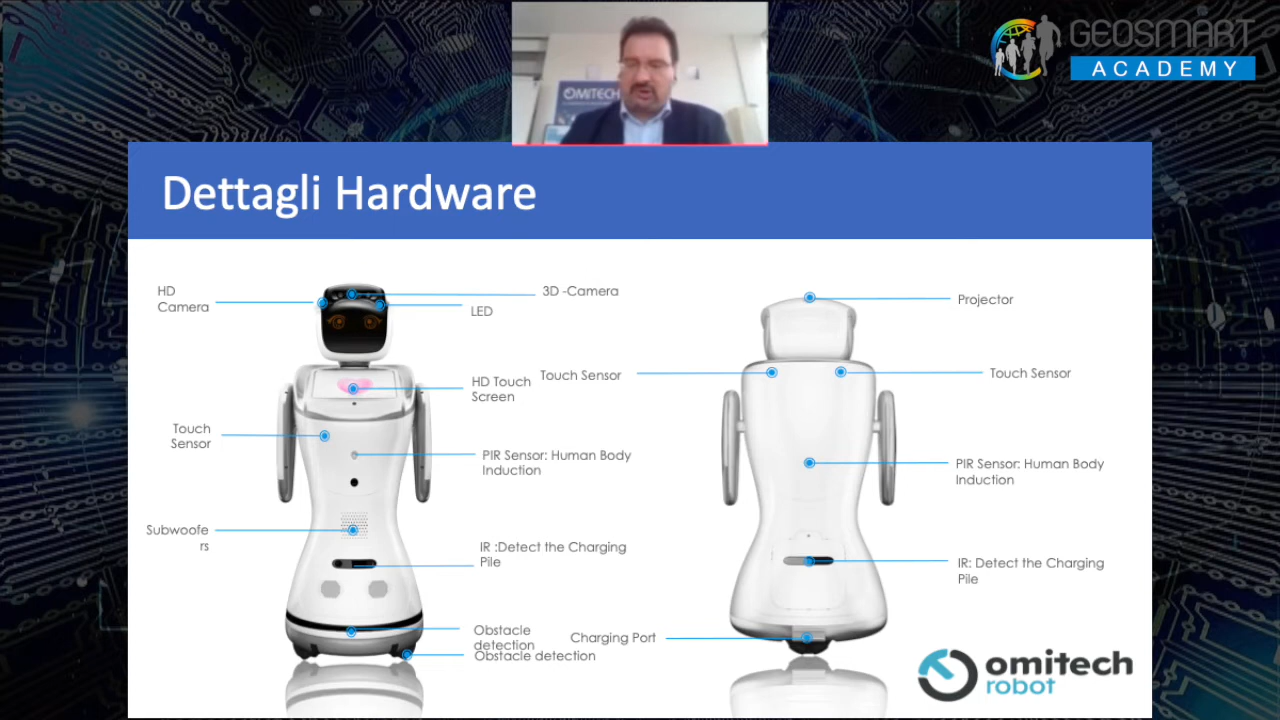 OMITECH
GEOSMART
ACADEMY
Dettagli Hardware
HD
Camera
3D -Camera
LED
HD Touch
Screen
Touch
Sensor
PIR Sensor: Human Body
Induction
Subwoofe
rs
IR :Detect the Charging
Pile
Obstacle
detection
Obstacle detection
Projector
Touch Sensor
Touch Sensor
PIR Sensor: Human Body
Induction
IR: Detect the Charging
Pile
Charging Port
omitech
robot